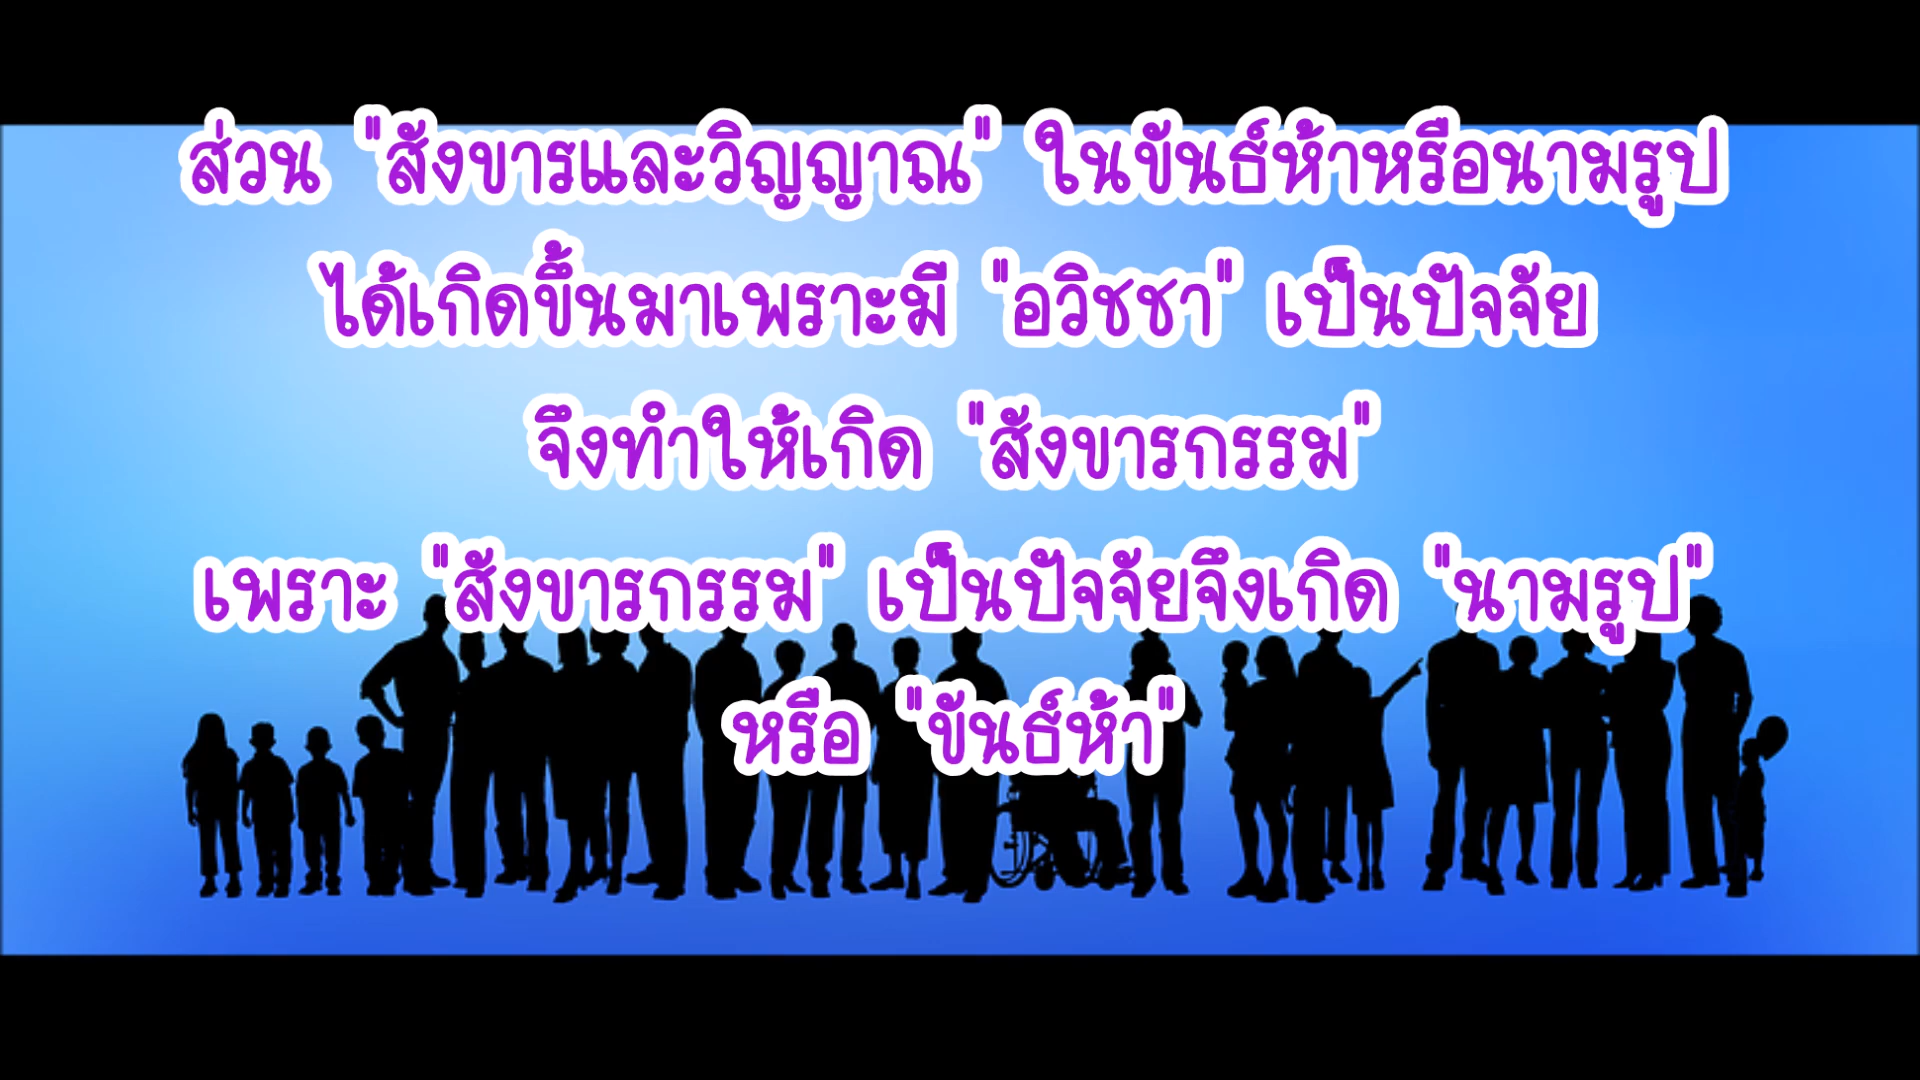 ส่วน "สังขารและวิญญาณ" ในขันธ์ห้าหรือนามรูป
ได้เกิดขึ้นมาเพราะมี "อวิชชา" เป็นปัจจัย
จึงทำให้เกิด "สังขารกรรม"
เพราะ "สังขารกรรม" เป็นปัจจัยจึงเกิด "นามรูป"
หรือ "ขันธ์ห้า"